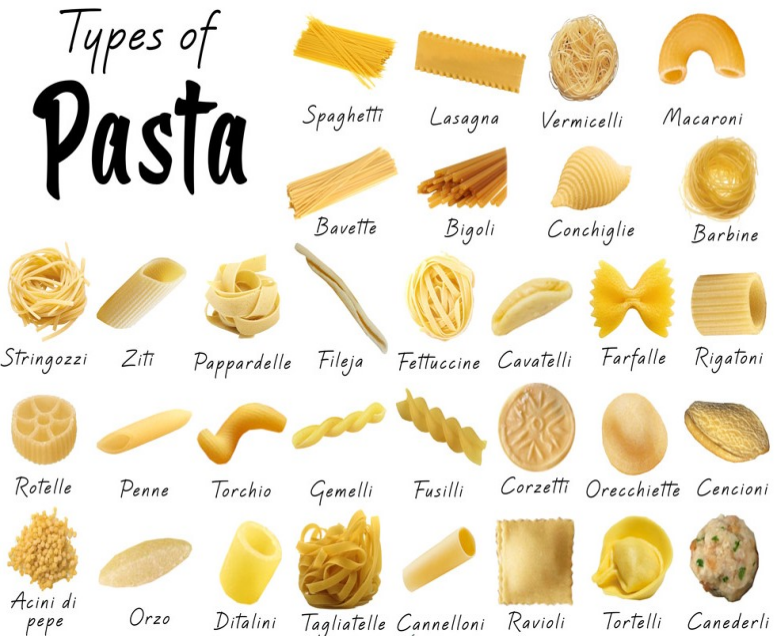 Types of
Pasta
Spaghetti Lasagna Vermicelli Macaroni
Bavette Bigoli Conchiglie Barbine
Stringozzi Ziti Pappardelle Fileja Fettuccine Cavatelli Farfalle Rigatoni
Rotelle Penne Torchio Gemelli Fusilli Corzetti Orecchiette Cencioni
Acini di
pepe Orzo Ditalini Tagliatelle Cannelloni Ravioli Tortelli Canederli